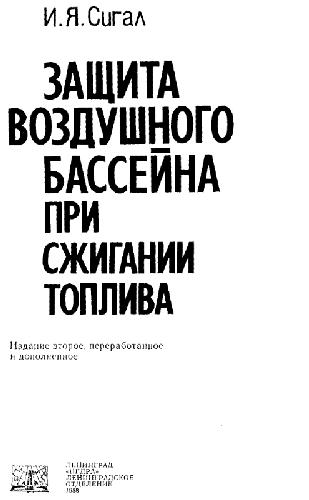 И. Я. Сигал
ЗАЩИТА
ВОЗДУШНОГО
БАССЕЙНА
ПРИ
СЖИГАНИИ
ТОПЛИВА
Издание второе, переработанное
и дополненное
ЛЕНИНГРАД
«НЕДРА»
ЛЕНИНГРАДСКОЕ
ОТДЕЛЕНИЕ
1988